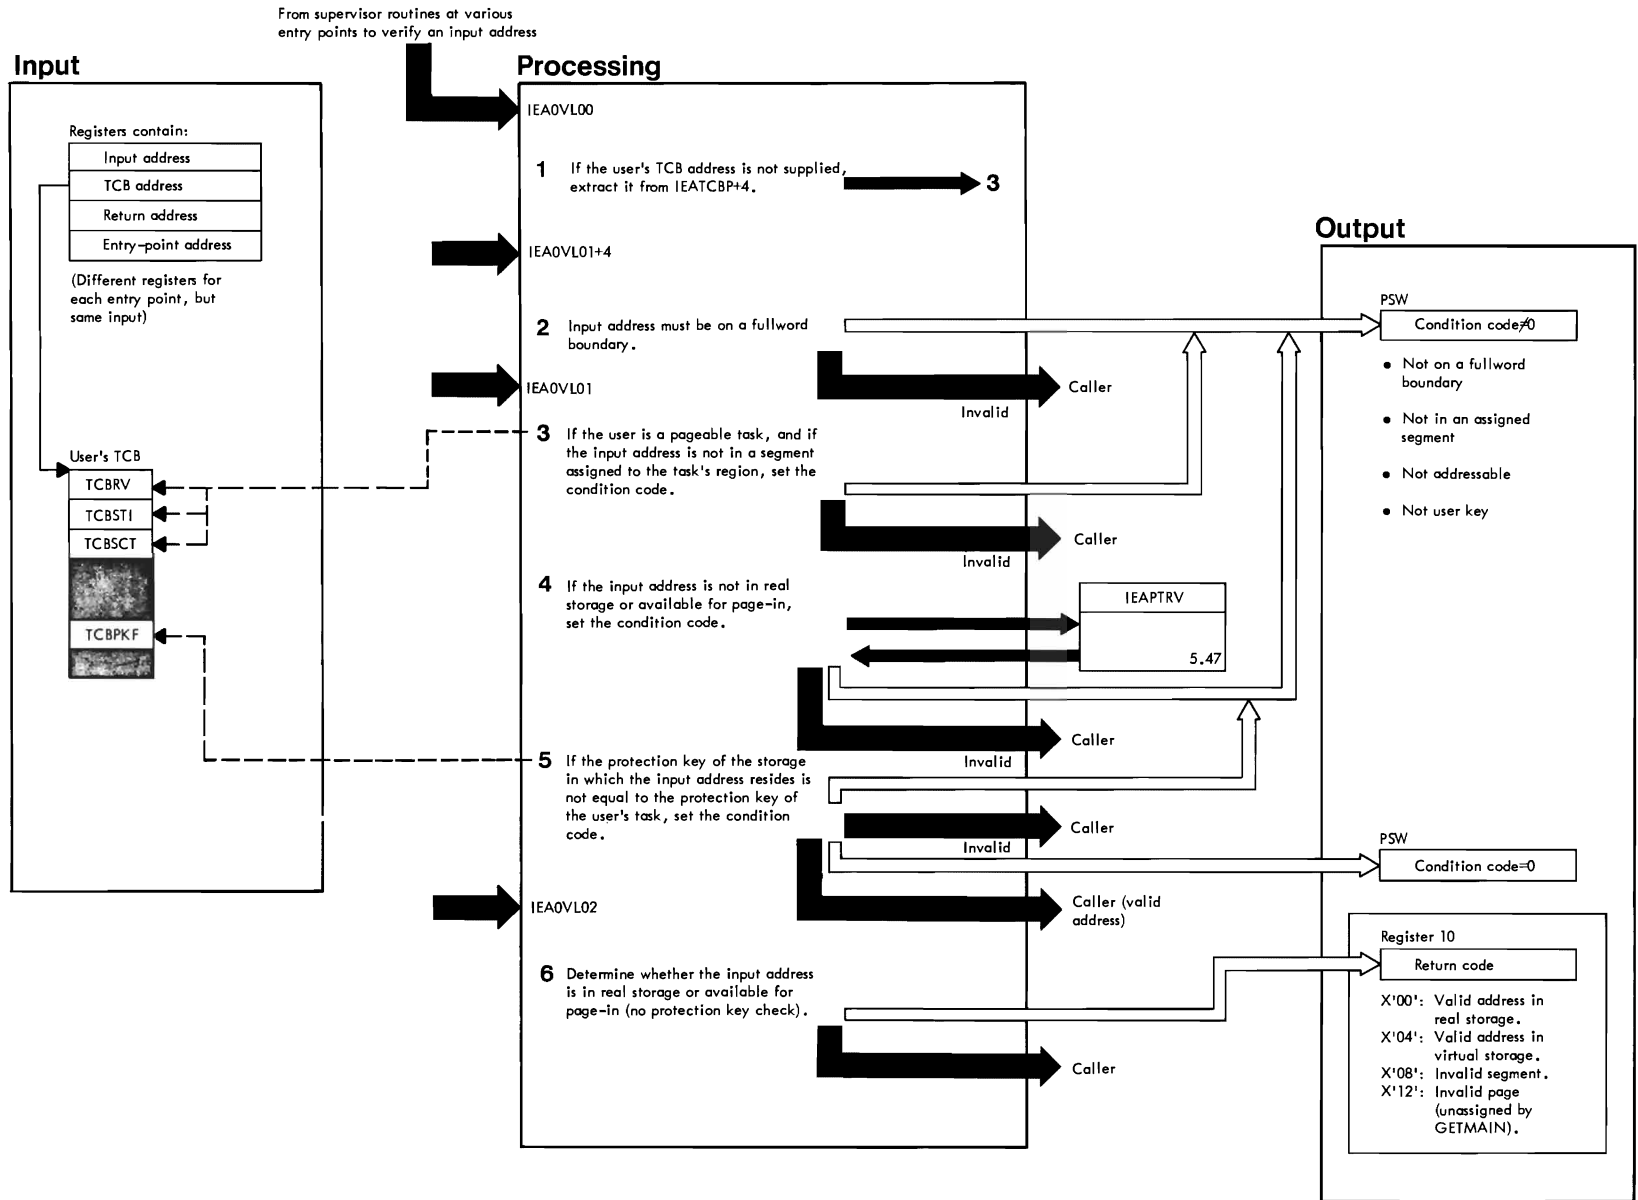 From supervisor routines at various
entry points to verify an input address
Input
Registers contain:
Input address
TCB address
Return address
Entry-point address
(Different registers for
each entry point, but
same input)
User's TCB
TCBRV
TCBSTI
TCBSCT
TCBPKF
Processing
IEA0VL00
1 If the user's TCB address is not supplied,
extract it from IEATCBP+4.
3
IEA0VL01+4
2 Input address must be on a fullword
boundary.
Caller
Invalid
IEA0VL01
3 If the user is a pageable task, and if
the input address is not in a segment
assigned to the task's region, set the
condition code.
Caller
Invalid
4 If the input address is not in real
storage or available for page-in,
set the condition code.
IEAPTRV
5.47
Caller
Invalid
5 If the protection key of the storage
in which the input address resides is
not equal to the protection key of
the user's task, set the condition
code.
Caller
Invalid
Caller (valid
address)
IEA0VL02
6 Determine whether the input address
is in real storage or available for
page-in (no protection key check).
Caller
Output
PSW
Condition code≠0
• Not on a fullword
boundary
• Not in an assigned
segment
• Not addressable
• Not user key
PSW
Condition code=0
Register 10
Return code
X'00': Valid address in
real storage.
X'04': Valid address in
virtual storage.
X'08': Invalid segment.
X'12': Invalid page
(unassigned by
GETMAIN).